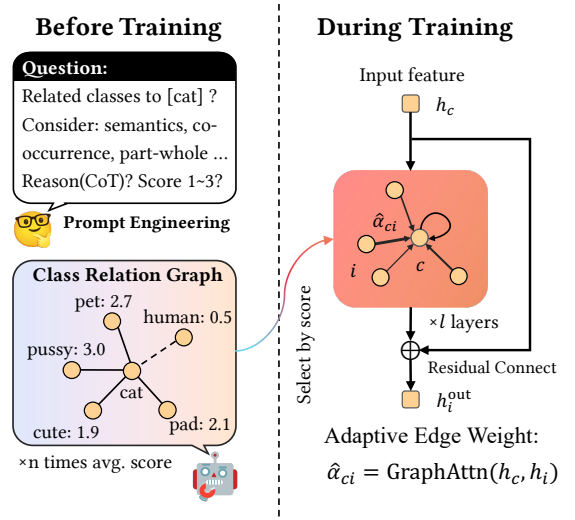 Before Training
Question:
Related classes to [cat] ?
Consider: semantics, co-
occurrence, part-whole ...
Reason(CoT)? Score 1~3?
Prompt Engineering
Class Relation Graph
pet: 2.7
human: 0.5
pussy: 3.0
cat
cute: 1.9
pad: 2.1
×n times avg. score
Select by score
During Training
Input feature
h_c
α̂_ci
i
c
×l layers
Residual Connect
h_i^out
Adaptive Edge Weight:
α̂_ci = GraphAttn(h_c, h_i)